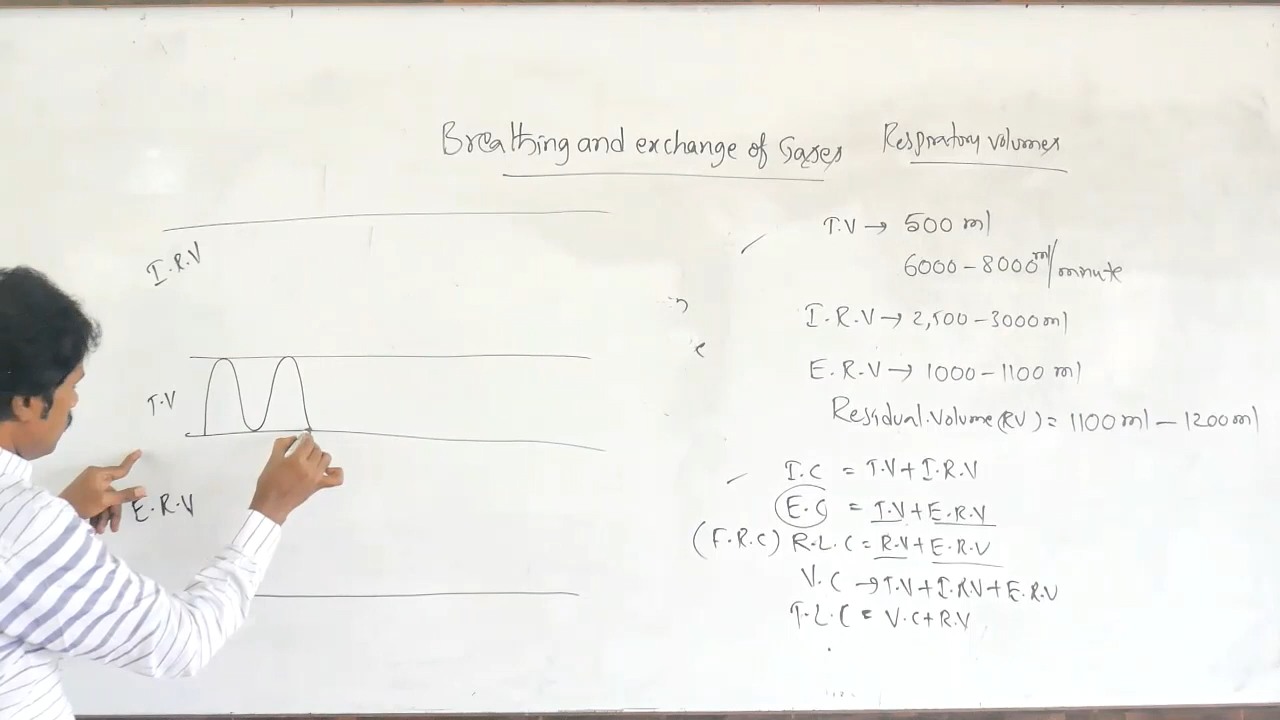 Breathing and exchange of Gases
Respiratory volumes
I.R.V
T.V
E.R.V
T.V → 500 ml
6000 - 8000 ml/minute
I.R.V → 2,500 - 3000 ml
E.R.V → 1000 - 1100 ml
Residual.Volume (RV) = 1100 ml - 1200 ml
I.C = T.V + I.R.V
E.C = T.V + E.R.V
(F.R.C) R.L.C = R.V + E.R.V
V.C → T.V + I.R.V + E.R.V
T.L.C = V.C + R.V